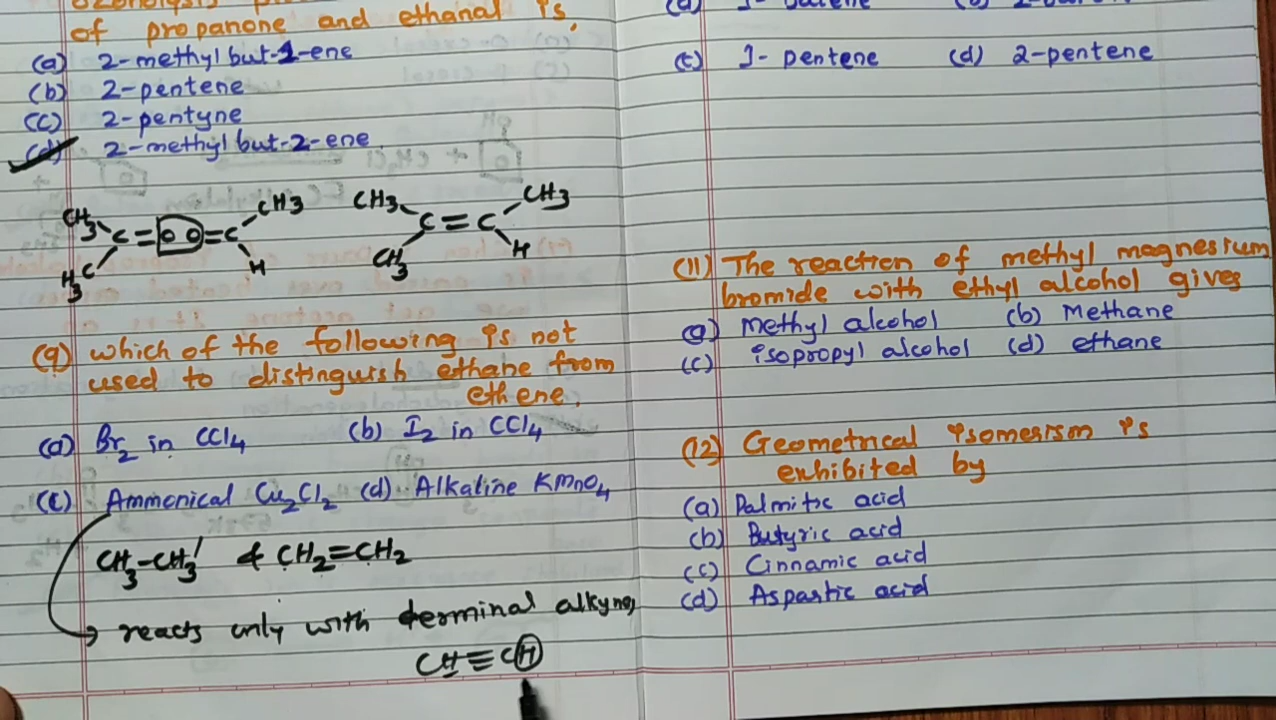 of propanone and ethanal is.
(a) 2-methylbut-1-ene
(b) 2-pentene
(c) 2-pentyne
(d) 2-methylbut-2-ene.
CH3 C=OO=C CH3
H3C H
CH3 C=C CH3
CH3 H
(9) which of the following is not
used to distinguish ethane from
ethene.
(a) Br2 in CCl4 (b) I2 in CCl4
(c) Ammonical Cu2Cl2 (d) Alkaline KMnO4
CH3-CH3 & CH2=CH2
→ reacts only with terminal alkyne,
CH≡CH
(c) 1-pentene (d) 2-pentene
(11) The reaction of methyl magnesium
bromide with ethyl alcohol gives
(a) Methyl alcohol (b) Methane
(c) isopropyl alcohol (d) ethane
(12) Geometrical isomerism is
exhibited by
(a) Palmitic acid
(b) Butyric acid
(c) Cinnamic acid
(d) Aspartic acid